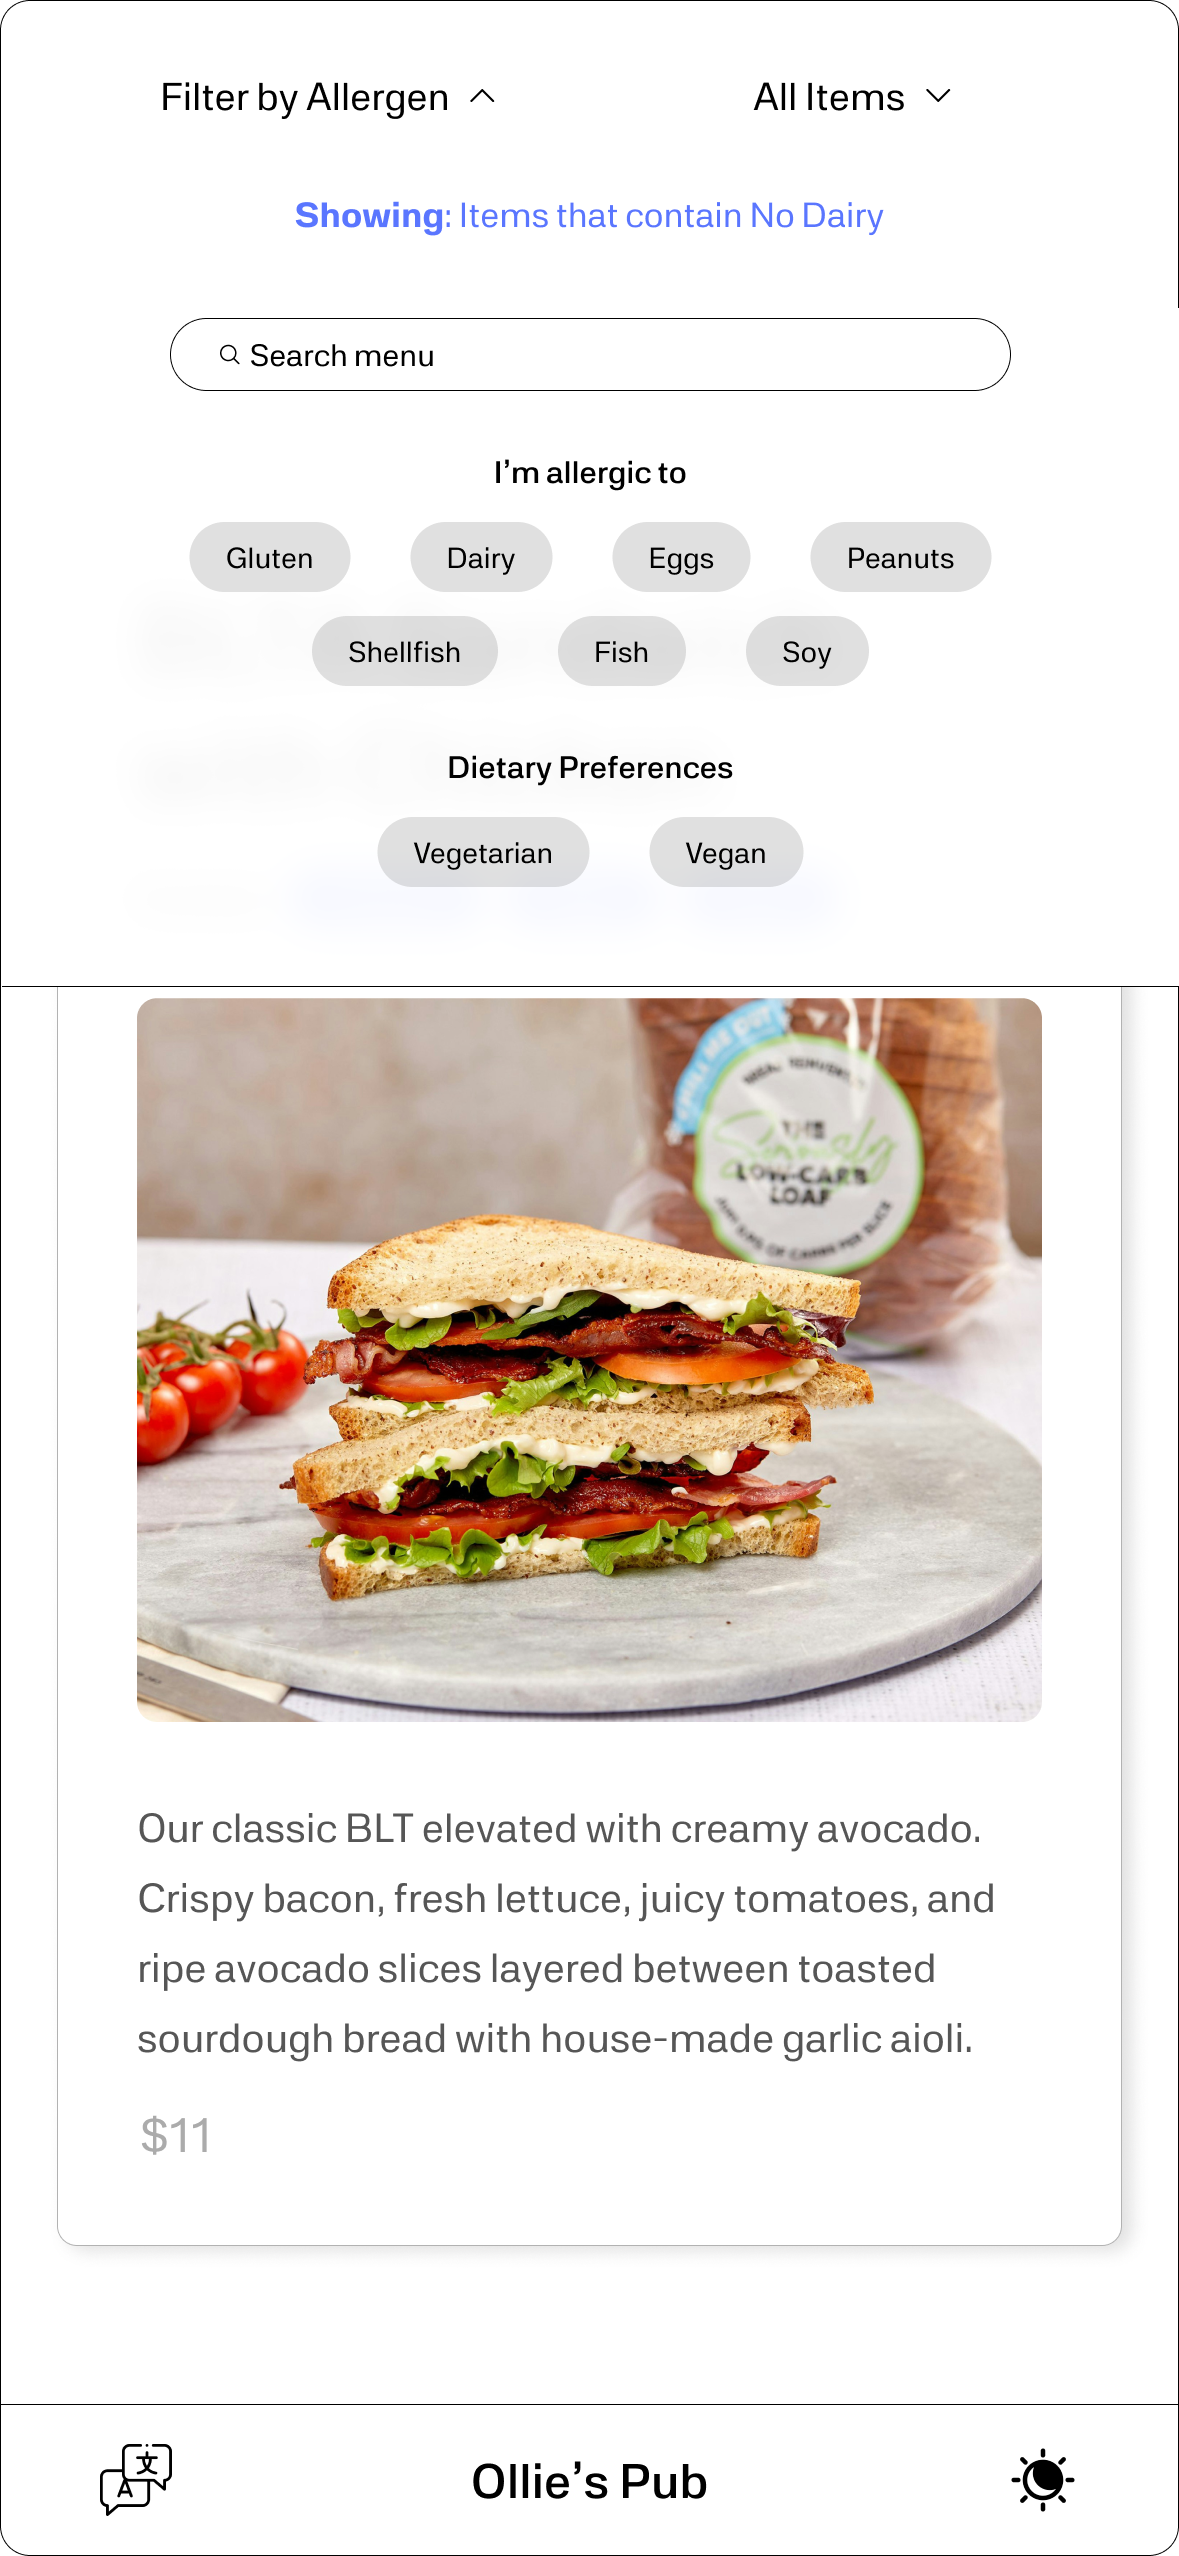 Filter by Allergen
All Items
Showing: Items that contain No Dairy
Search menu
I’m allergic to
Gluten
Dairy
Eggs
Peanuts
Shellfish
Fish
Soy
Dietary Preferences
Vegetarian
Vegan
THE
Seriously
LOW-CARB
LOAF
Our classic BLT elevated with creamy avocado.
Crispy bacon, fresh lettuce, juicy tomatoes, and
ripe avocado slices layered between toasted
sourdough bread with house-made garlic aioli.
$11
文
A
Ollie’s Pub